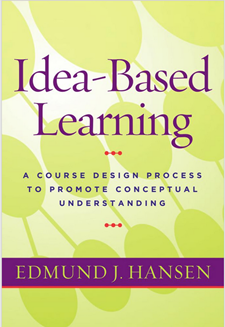 Idea-Based
Learning
A COURSE DESIGN PROCESS
TO PROMOTE CONCEPTUAL
UNDERSTANDING
EDMUND J. HANSEN